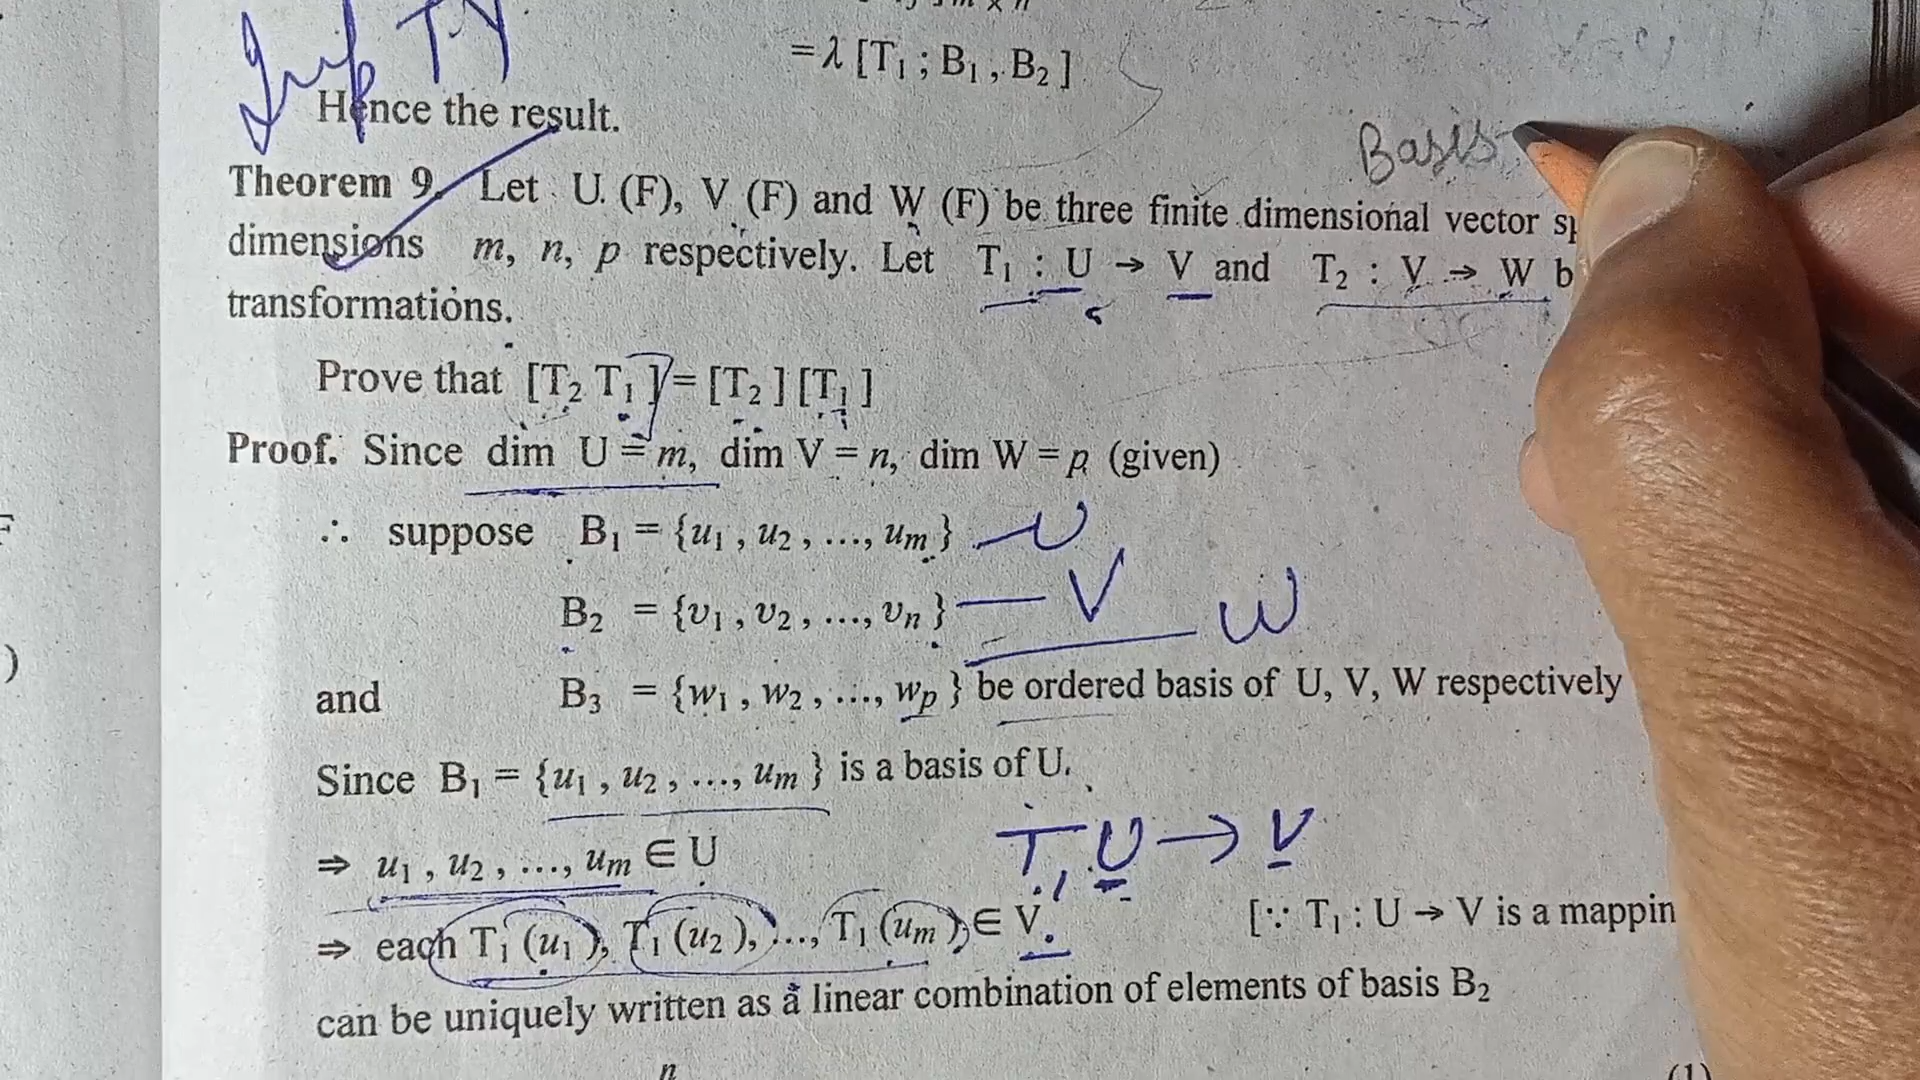 = λ [T₁ ; B₁ , B₂ ]
Imp
Hence the result.
Basis
Theorem 9. Let U (F), V (F) and W (F) be three finite dimensional vector
dimensions m, n, p respectively. Let T₁ : U → V and T₂ : V → W
transformations.
Prove that [T₂ T₁ ] = [T₂ ] [T₁ ]
Proof. Since dim U = m, dim V = n, dim W = p (given)
∴ suppose B₁ = {u₁ , u₂ , ..., uₘ } U
B₂ = {v₁ , v₂ , ..., vₙ } V
W
and B₃ = {w₁ , w₂ , ..., wₚ } be ordered basis of U, V, W respectively
Since B₁ = {u₁ , u₂ , ..., uₘ } is a basis of U.
⇒ u₁ , u₂ , ..., uₘ ∈ U
T₁ U → V
⇒ each T₁ (u₁ ), T₁ (u₂ ), ..., T₁ (uₘ ) ∈ V. [∵ T₁ : U → V is a mappin
can be uniquely written as a linear combination of elements of basis B₂
n
(1)